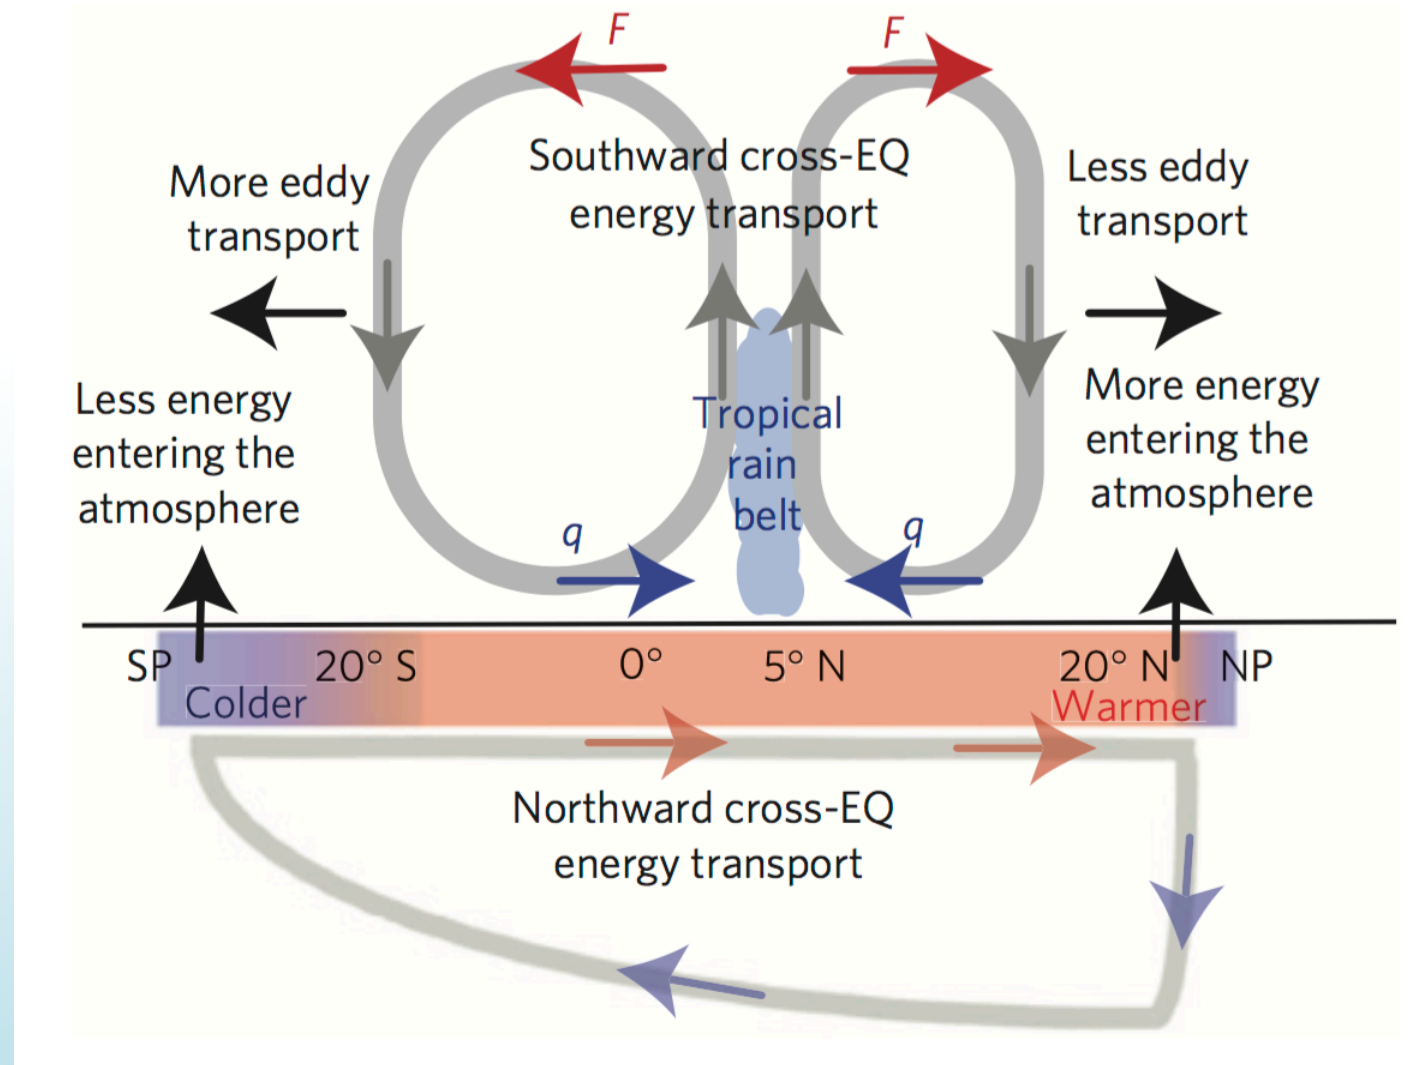 F
F
Southward cross-EQ
energy transport
More eddy
transport
Less eddy
transport
Less energy
entering the
atmosphere
More energy
entering the
atmosphere
Tropical
rain
belt
q
q
SP
20° S
0°
5° N
20° N
NP
Colder
Warmer
Northward cross-EQ
energy transport